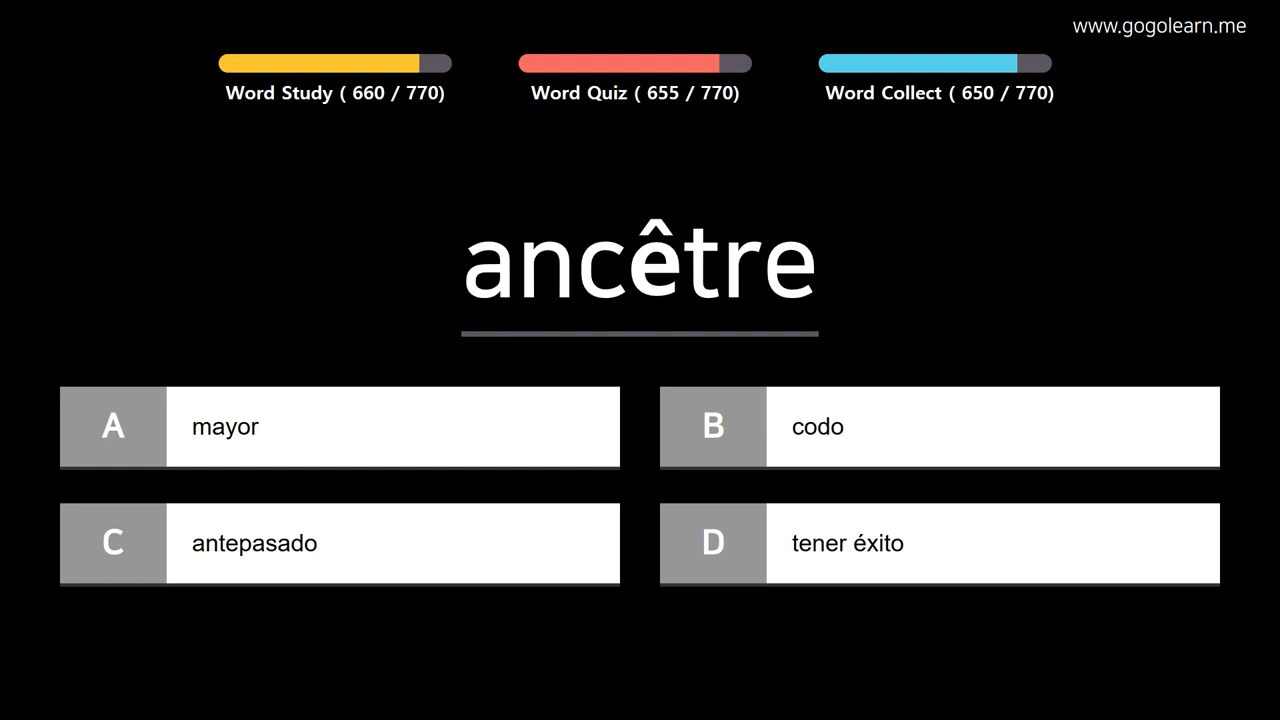 www.gogolearn.me
Word Study ( 660 / 770)
Word Quiz ( 655 / 770)
Word Collect ( 650 / 770)
ancêtre
A
mayor
B
codo
C
antepasado
D
tener éxito